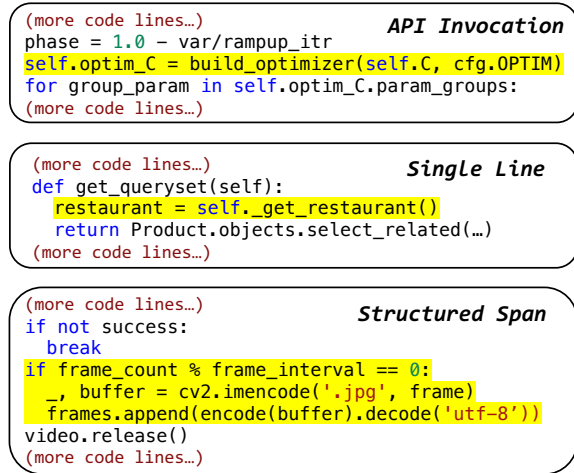 (more code lines…) API Invocation
phase = 1.0 − var/rampup_itr
self.optim_C = build_optimizer(self.C, cfg.OPTIM)
for group_param in self.optim_C.param_groups:
(more code lines…)
(more code lines…) Single Line
def get_queryset(self):
restaurant = self._get_restaurant()
return Product.objects.select_related(…)
(more code lines…)
(more code lines…) Structured Span
if not success:
break
if frame_count % frame_interval == 0:
_, buffer = cv2.imencode('.jpg', frame)
frames.append(encode(buffer).decode('utf−8’))
video.release()
(more code lines…)